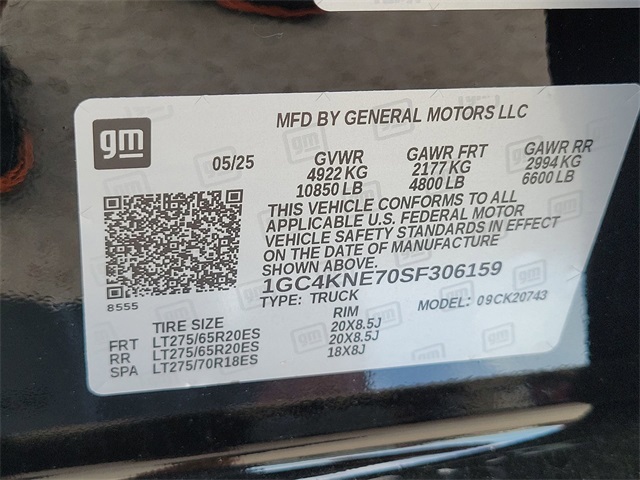 gm
MFD BY GENERAL MOTORS LLC
05/25
GVWR
4922 KG
10850 LB
GAWR FRT
2177 KG
4800 LB
GAWR RR
2994 KG
6600 LB
THIS VEHICLE CONFORMS TO ALL
APPLICABLE U.S. FEDERAL MOTOR
VEHICLE SAFETY STANDARDS IN EFFECT
ON THE DATE OF MANUFACTURE
SHOWN ABOVE.
8555
1GC4KNE70SF306159
TYPE: TRUCK
MODEL: 09CK20743
TIRE SIZE RIM
FRT LT275/65R20ES 20X8.5J
RR LT275/65R20ES 20X8.5J
SPA LT275/70R18ES 18X8J